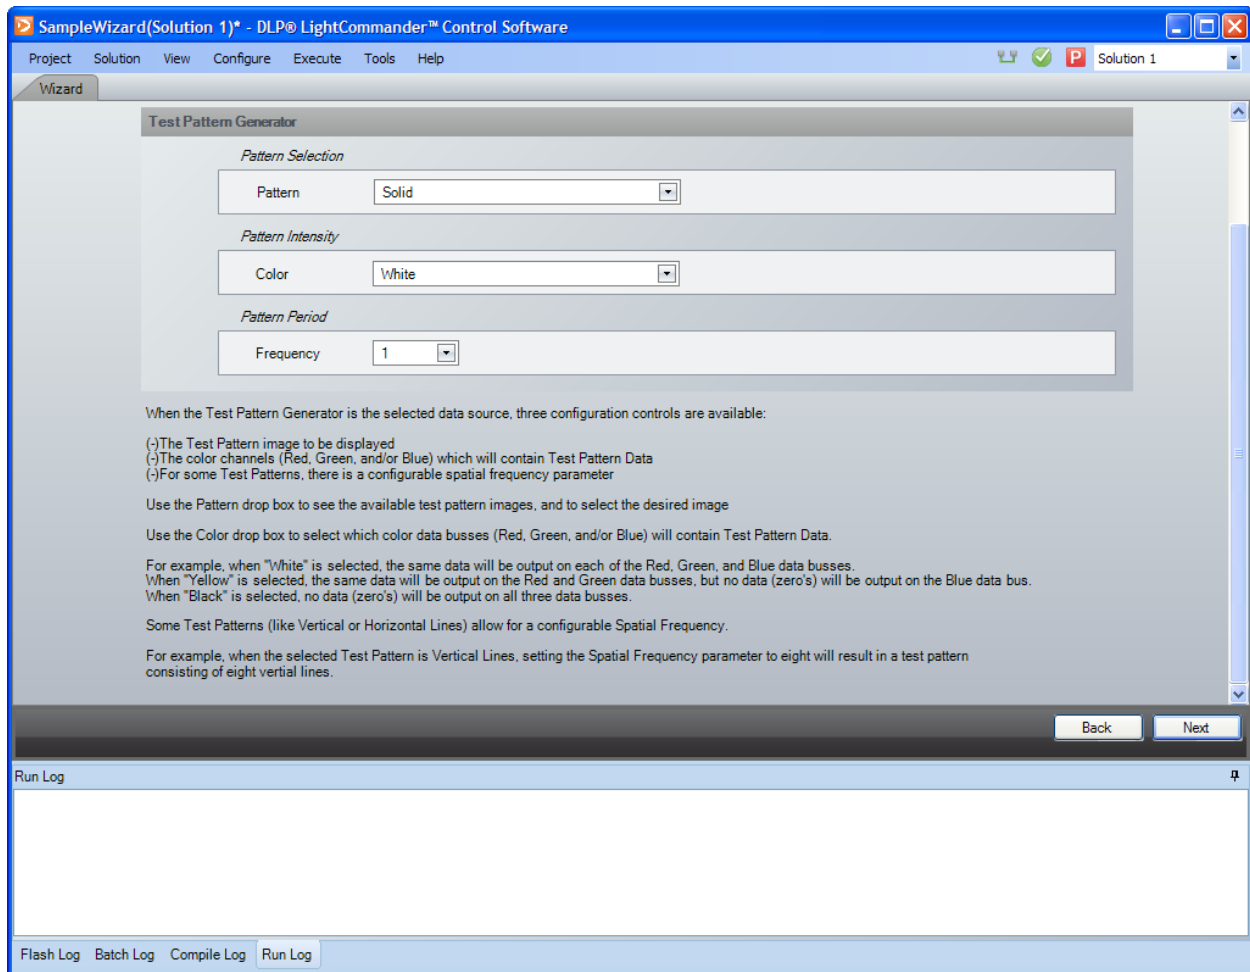 SampleWizard(Solution 1)* - DLP® LightCommander™ Control Software
Project Solution View Configure Execute Tools Help P Solution 1
Wizard
Test Pattern Generator
Pattern Selection
Pattern Solid
Pattern Intensity
Color White
Pattern Period
Frequency 1
When the Test Pattern Generator is the selected data source, three configuration controls are available:
(-)The Test Pattern image to be displayed
(-)The color channels (Red, Green, and/or Blue) which will contain Test Pattern Data
(-)For some Test Patterns, there is a configurable spatial frequency parameter
Use the Pattern drop box to see the available test pattern images, and to select the desired image
Use the Color drop box to select which color data busses (Red, Green, and/or Blue) will contain Test Pattern Data.
For example, when "White" is selected, the same data will be output on each of the Red, Green, and Blue data busses.
When "Yellow" is selected, the same data will be output on the Red and Green data busses, but no data (zero's) will be output on the Blue data bus.
When "Black" is selected, no data (zero's) will be output on all three data busses.
Some Test Patterns (like Vertical or Horizontal Lines) allow for a configurable Spatial Frequency.
For example, when the selected Test Pattern is Vertical Lines, setting the Spatial Frequency parameter to eight will result in a test pattern
consisting of eight vertial lines.
Back Next
Run Log
Flash Log Batch Log Compile Log Run Log